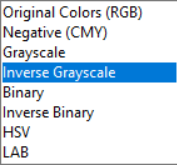 Original Colors (RGB)
Negative (CMY)
Grayscale
Inverse Grayscale
Binary
Inverse Binary
HSV
LAB